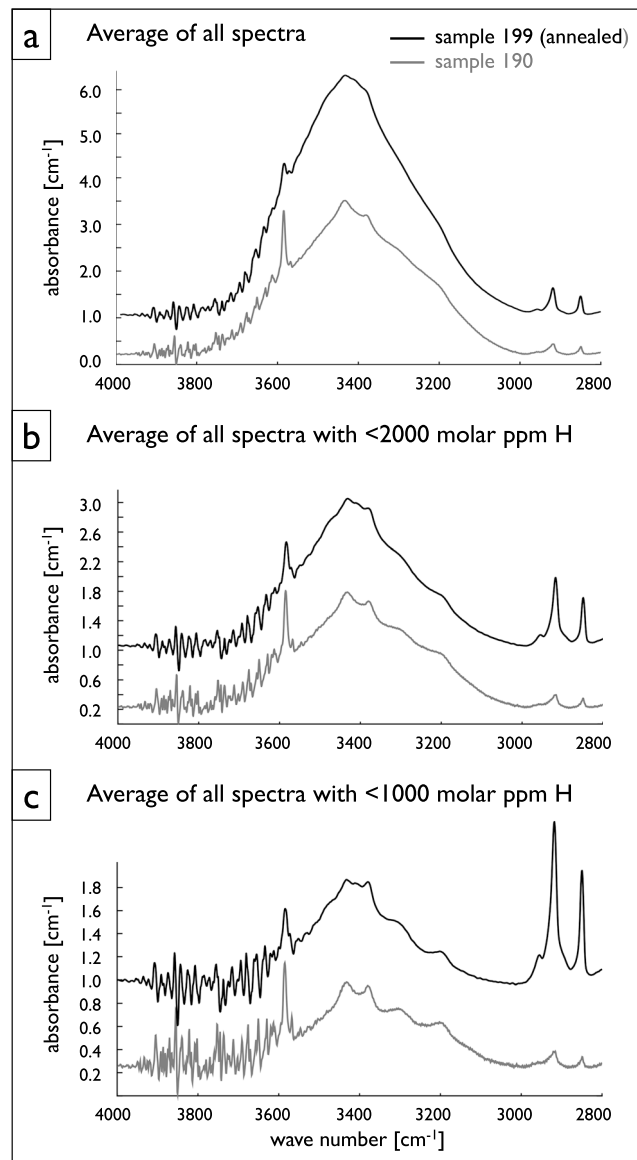 a
Average of all spectra
sample 199 (annealed)
sample 190
absorbance [cm-1]
6.0
5.0
4.0
3.0
2.0
1.0
0.0
4000 3800 3600 3400 3200 3000 2800
b
Average of all spectra with <2000 molar ppm H
absorbance [cm-1]
3.0
2.6
2.2
1.8
1.4
1.0
0.6
0.2
4000 3800 3600 3400 3200 3000 2800
c
Average of all spectra with <1000 molar ppm H
absorbance [cm-1]
1.8
1.6
1.4
1.2
1.0
0.8
0.6
0.4
0.2
4000 3800 3600 3400 3200 3000 2800
wave number [cm-1]